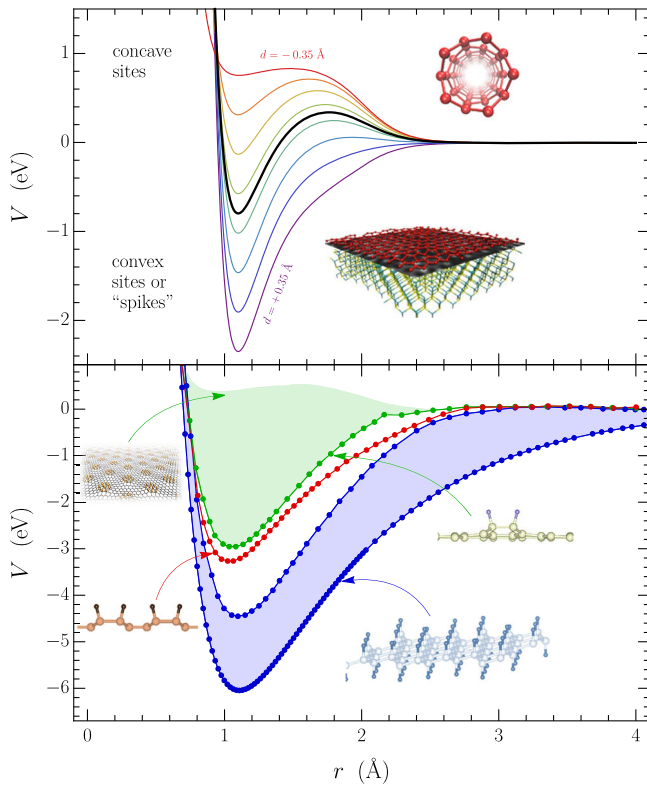 1
0
−1
−2
V (eV)
concave
sites
d = −0.35 Å
convex
sites or
“spikes”
d = +0.35 Å
0
−1
−2
−3
−4
−5
−6
V (eV)
0 1 2 3 4
r (Å)